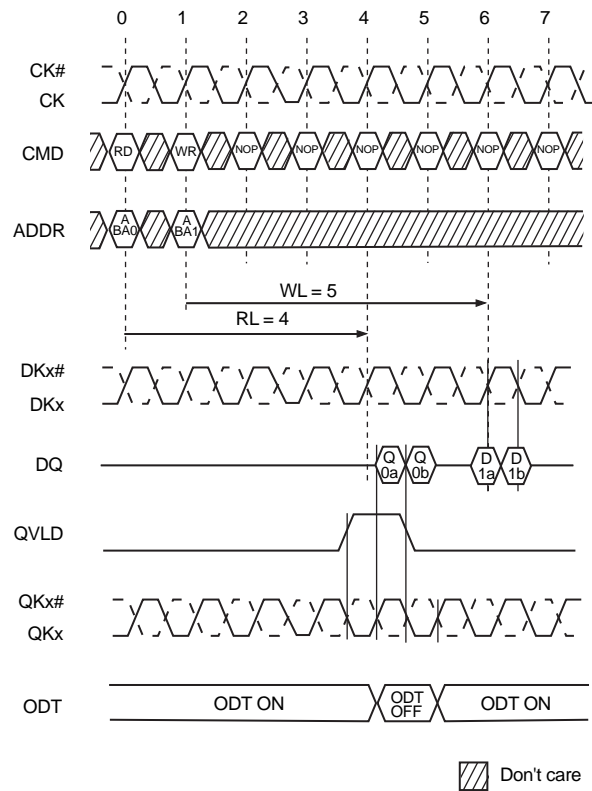 0 1 2 3 4 5 6 7
CK#
CK
CMD RD WR NOP NOP NOP NOP NOP NOP
ADDR A BA0 A BA1
WL = 5
RL = 4
DKx#
DKx
DQ Q 0a Q 0b D 1a D 1b
QVLD
QKx#
QKx
ODT ODT ON ODT OFF ODT ON
Don't care